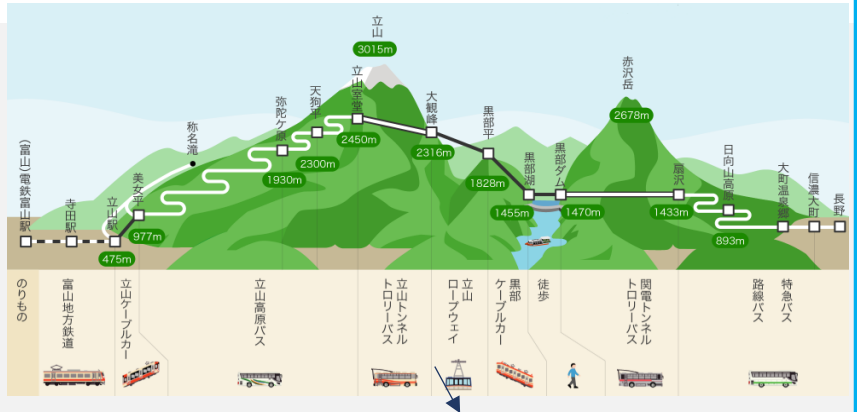 立山
3015m
赤沢岳
2678m
(富山)電鉄富山駅
寺田駅
立山駅
475m
美女平
977m
称名滝
弥陀ケ原
1930m
天狗平
2300m
立山室堂
2450m
大観峰
2316m
黒部平
1828m
黒部湖
1455m
黒部ダム
1470m
扇沢
1433m
日向山高原
893m
大町温泉郷
信濃大町
長野
のりもの
富山地方鉄道
立山ケーブルカー
立山高原バス
立山トンネル
トロリーバス
立山
ロープウェイ
黒部
ケーブルカー
徒歩
関電トンネル
トロリーバス
特急バス
路線バス